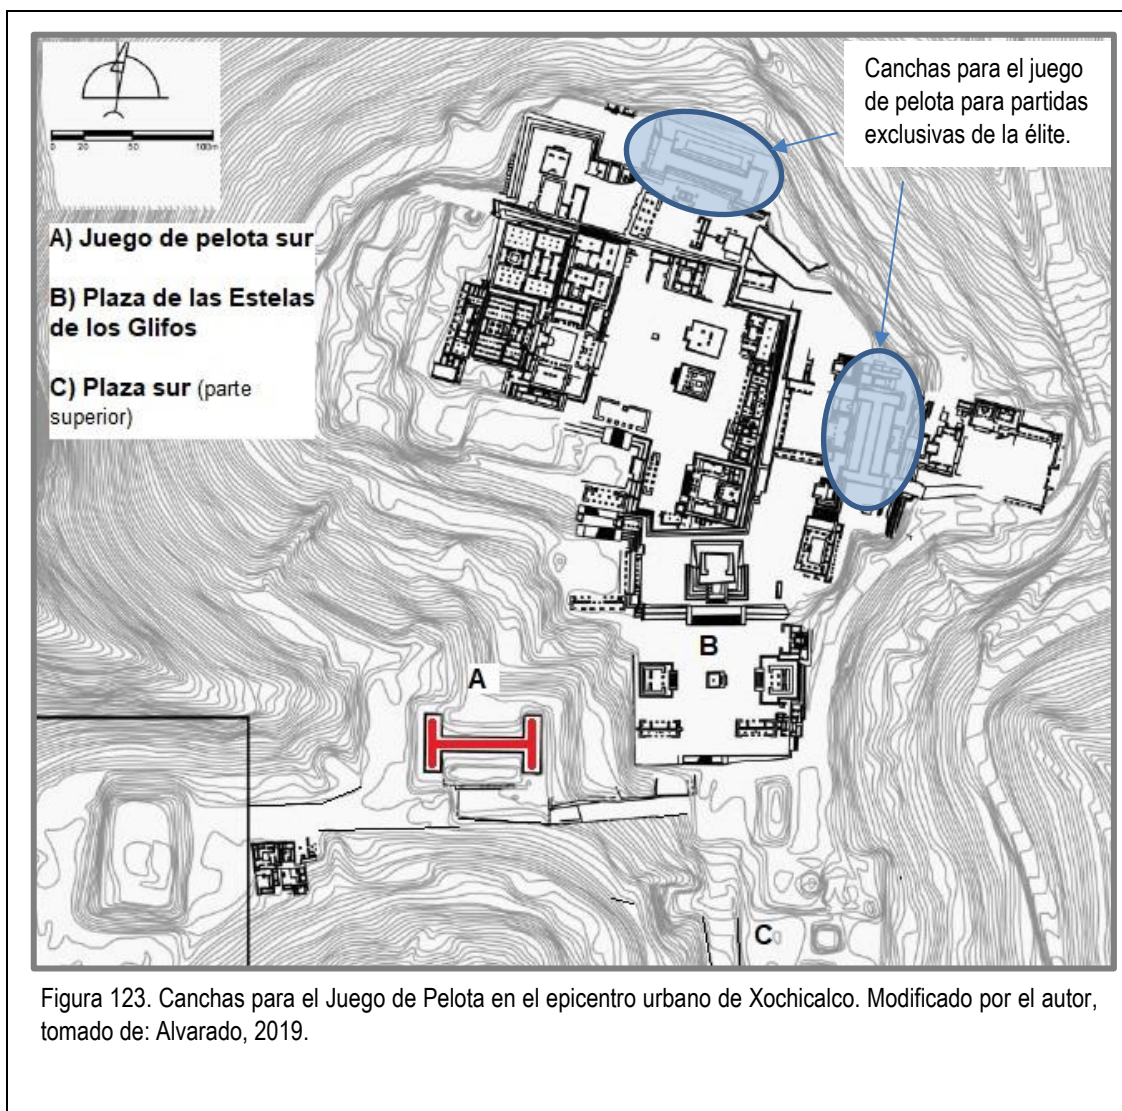 Canchas para el juego
de pelota para partidas
exclusivas de la élite.
0 20 50 100m
A) Juego de pelota sur
B) Plaza de las Estelas
de los Glifos
C) Plaza sur (parte
superior)
B
A
C
Figura 123. Canchas para el Juego de Pelota en el epicentro urbano de Xochicalco. Modificado por el autor,
tomado de: Alvarado, 2019.